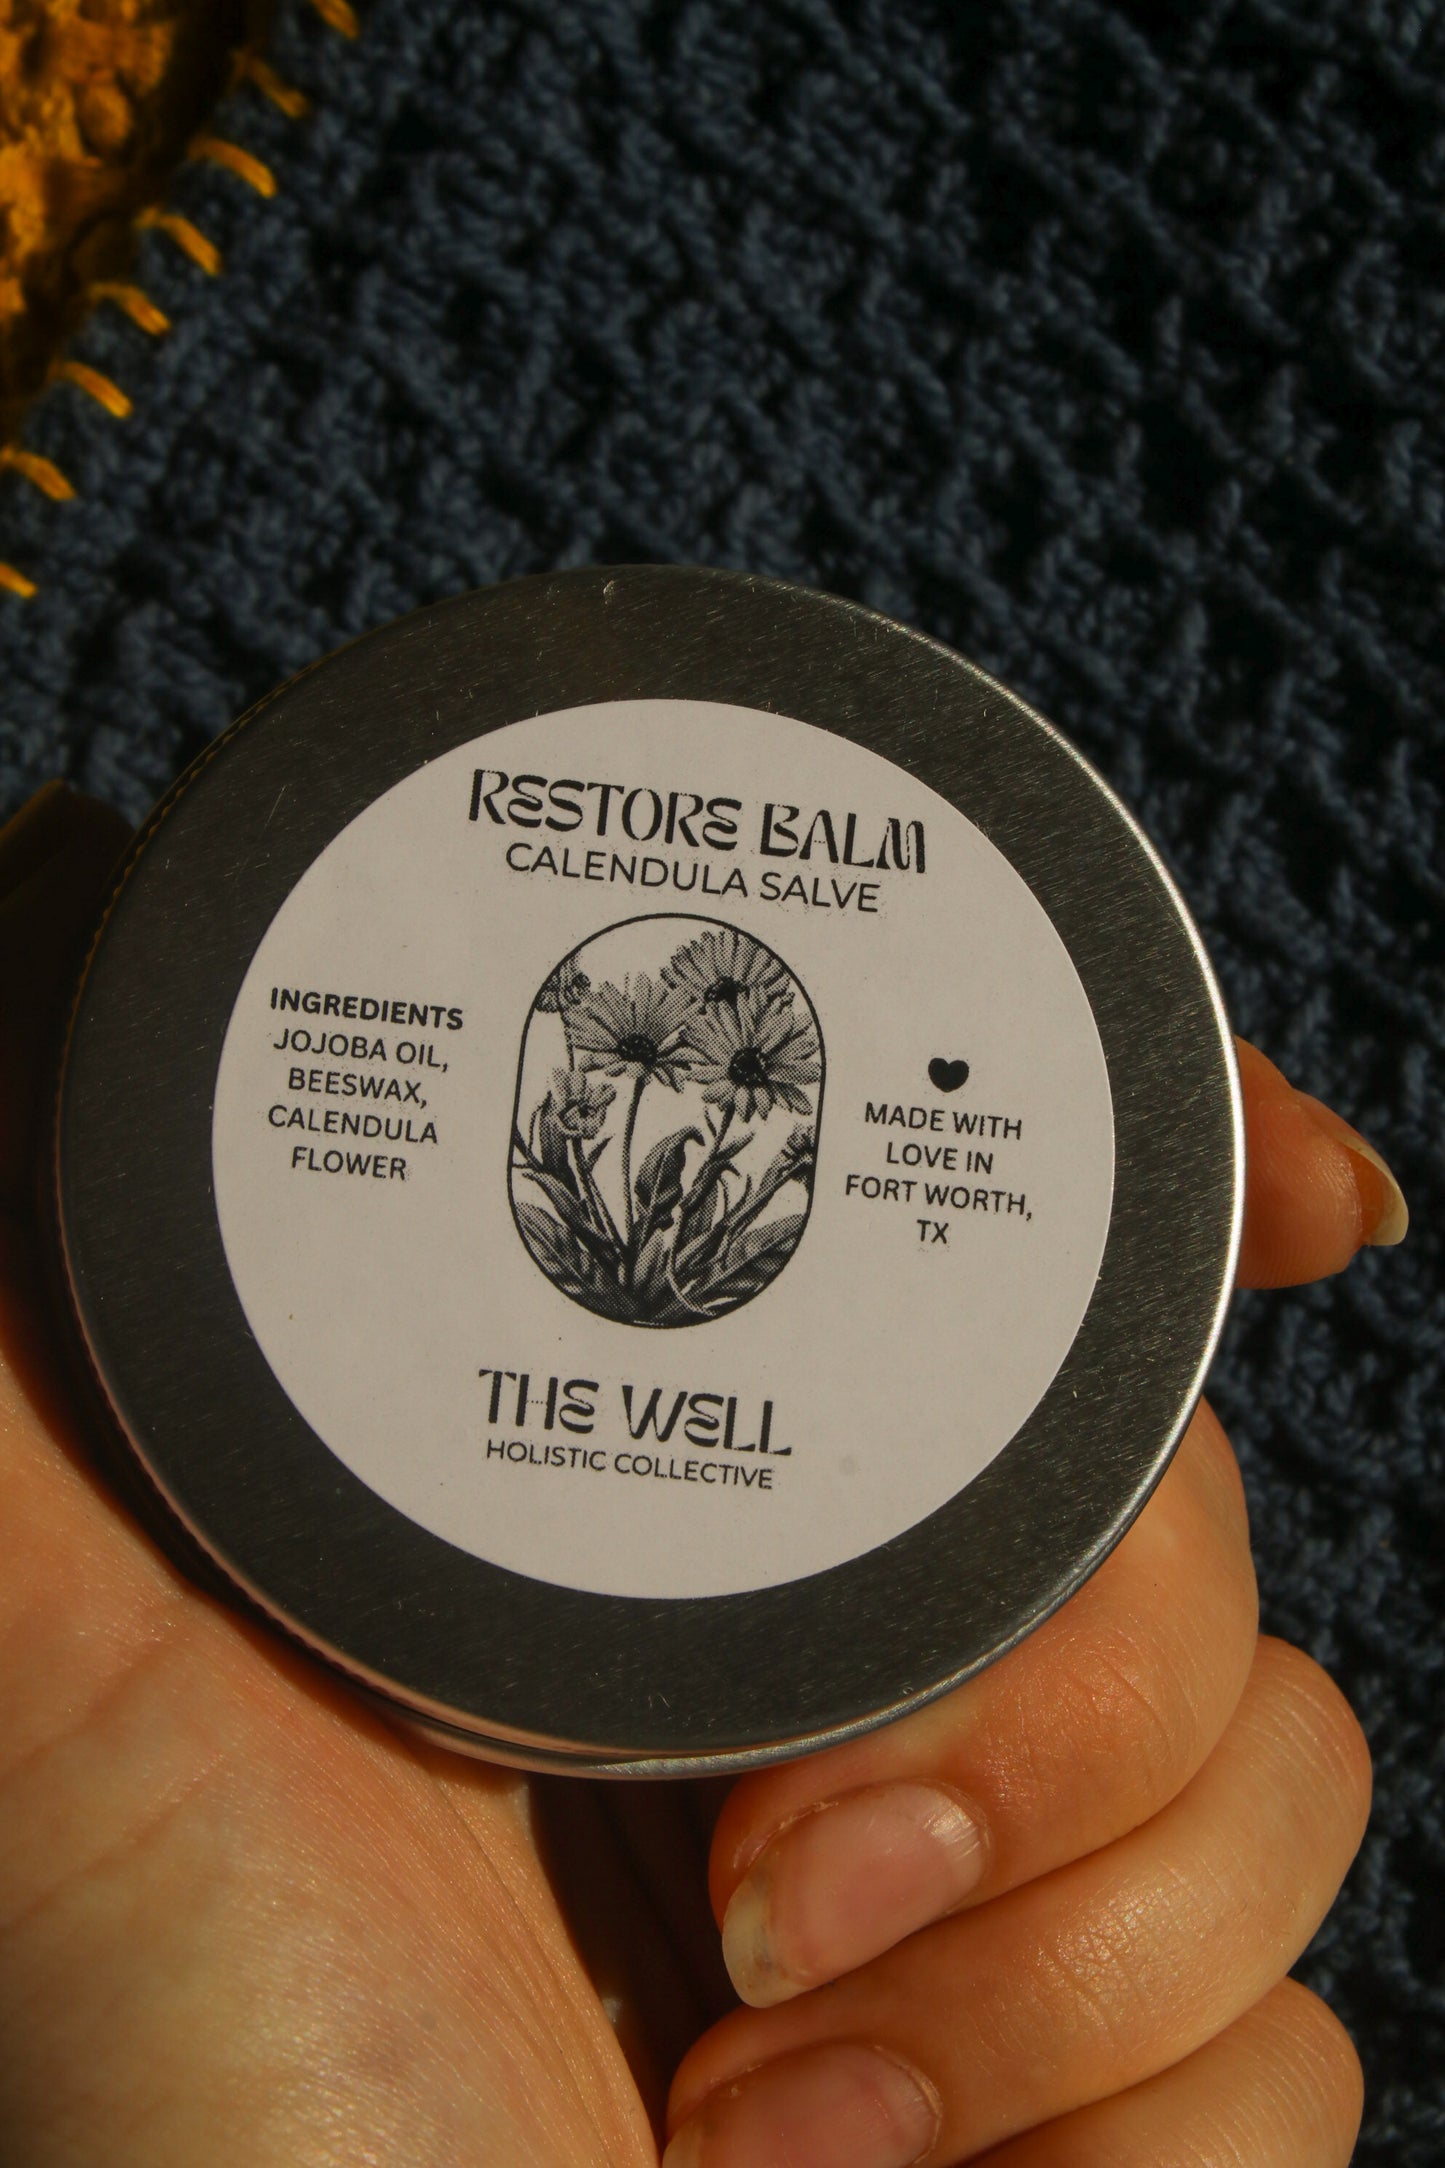 RESTORE BALM
CALENDULA SALVE
INGREDIENTS
JOJOBA OIL,
BEESWAX,
CALENDULA
FLOWER
MADE WITH
LOVE IN
FORT WORTH,
TX
THE WELL
HOLISTIC COLLECTIVE